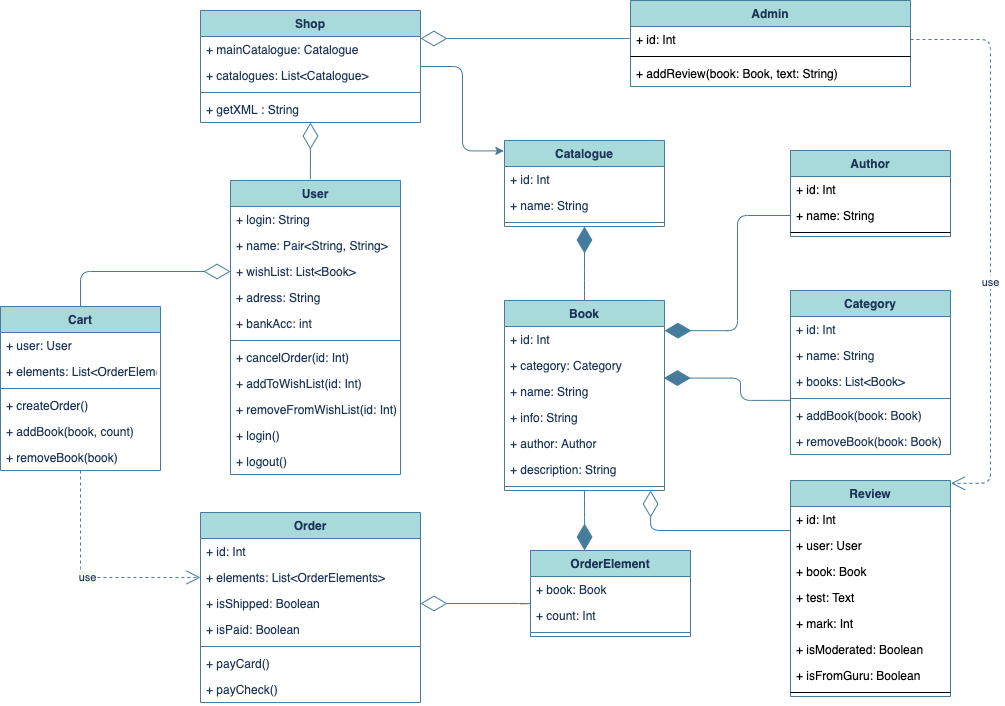 Shop
+ mainCatalogue: Catalogue
+ catalogues: List<Catalogue>
+ getXML : String
Admin
+ id: Int
+ addReview(book: Book, text: String)
Catalogue
+ id: Int
+ name: String
Author
+ id: Int
+ name: String
use
User
+ login: String
+ name: Pair<String, String>
+ wishList: List<Book>
+ adress: String
+ bankAcc: int
+ cancelOrder(id: Int)
+ addToWishList(id: Int)
+ removeFromWishList(id: Int)
+ login()
+ logout()
Cart
+ user: User
+ elements: List<OrderElem
+ createOrder()
+ addBook(book, count)
+ removeBook(book)
Book
+ id: Int
+ category: Category
+ name: String
+ info: String
+ author: Author
+ description: String
Category
+ id: Int
+ name: String
+ books: List<Book>
+ addBook(book: Book)
+ removeBook(book: Book)
use
Order
+ id: Int
+ elements: List<OrderElements>
+ isShipped: Boolean
+ isPaid: Boolean
+ payCard()
+ payCheck()
OrderElement
+ book: Book
+ count: Int
Review
+ id: Int
+ user: User
+ book: Book
+ test: Text
+ mark: Int
+ isModerated: Boolean
+ isFromGuru: Boolean